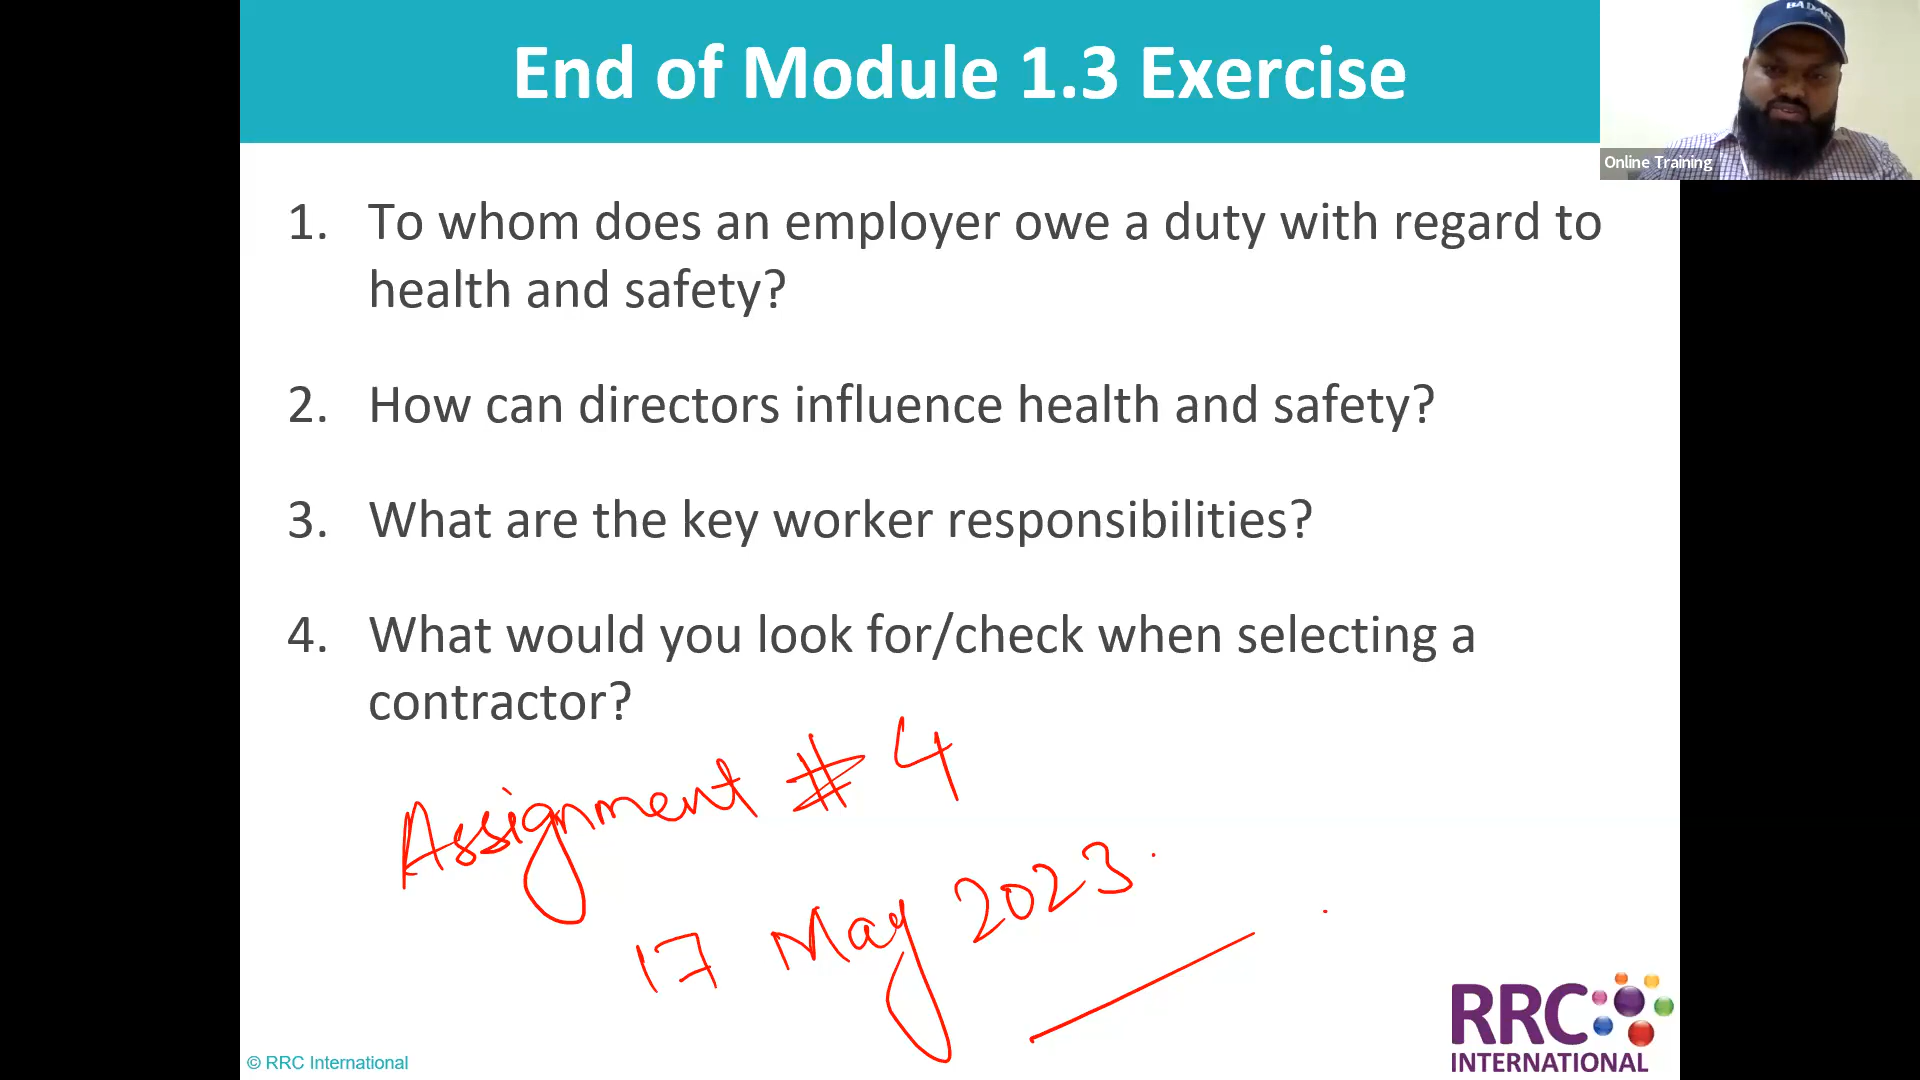 End of Module 1.3 Exercise
BADAR
Online Training
1. To whom does an employer owe a duty with regard to
health and safety?
2. How can directors influence health and safety?
3. What are the key worker responsibilities?
4. What would you look for/check when selecting a
contractor?
Assignment # 4
17 May 2023.
© RRC International
RRC
INTERNATIONAL